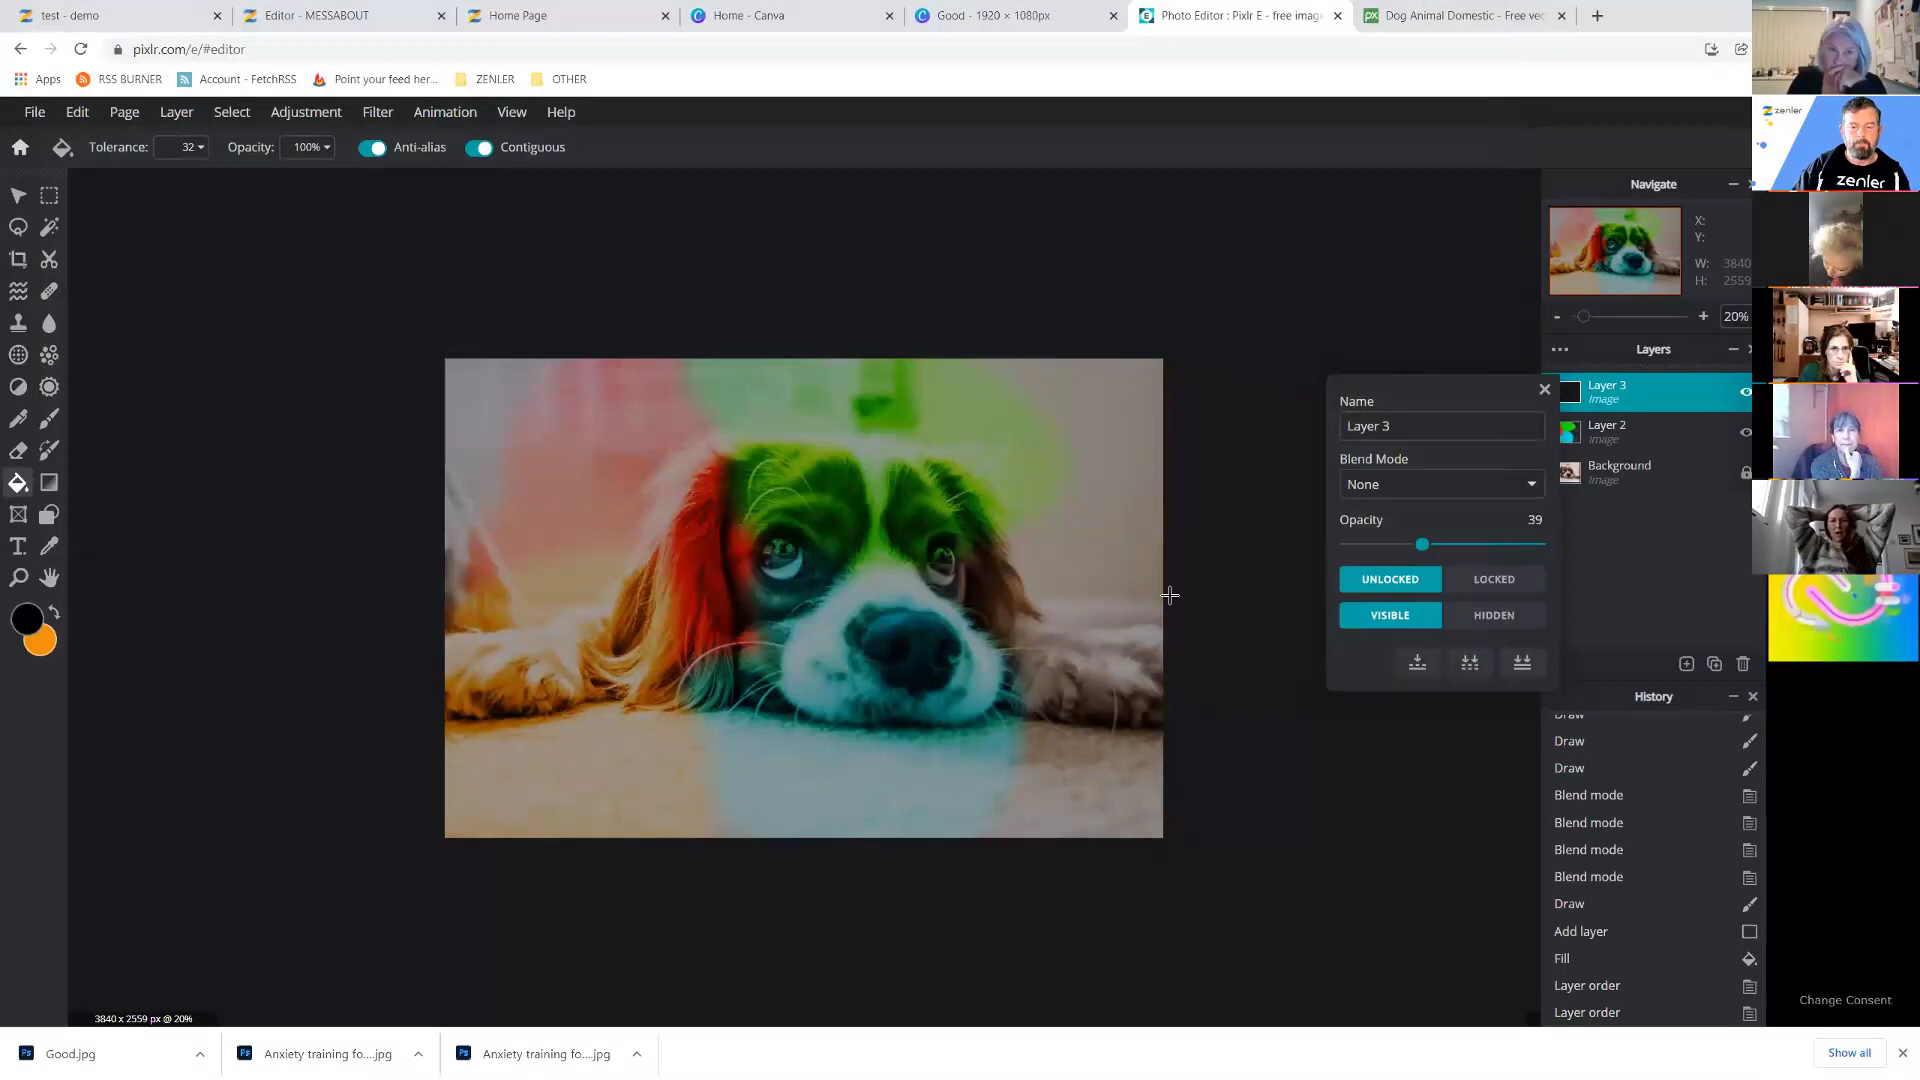 test - demo
Editor - MESSABOUT
Home Page
Home - Canva
Good - 1920 × 1080px
Photo Editor : Pixlr E - free image
Dog Animal Domestic - Free vec
pixlr.com/e/#editor
Apps
RSS BURNER
Account - FetchRSS
Point your feed her...
ZENLER
OTHER
zenler
zenler
File
Edit
Page
Layer
Select
Adjustment
Filter
Animation
View
Help
Tolerance:
32
Opacity:
100%
Anti-alias
Contiguous
Navigate
X:
Y:
W: 3840
H: 2559
20%
Layers
Layer 3
Image
Layer 2
Image
Background
Image
Name
Layer 3
Blend Mode
None
Opacity
39
UNLOCKED
LOCKED
VISIBLE
HIDDEN
History
Draw
Draw
Draw
Blend mode
Blend mode
Blend mode
Blend mode
Draw
Add layer
Fill
Layer order
Layer order
Change Consent
3840 x 2559 px @ 20%
Good.jpg
Anxiety training fo....jpg
Anxiety training fo....jpg
Show all